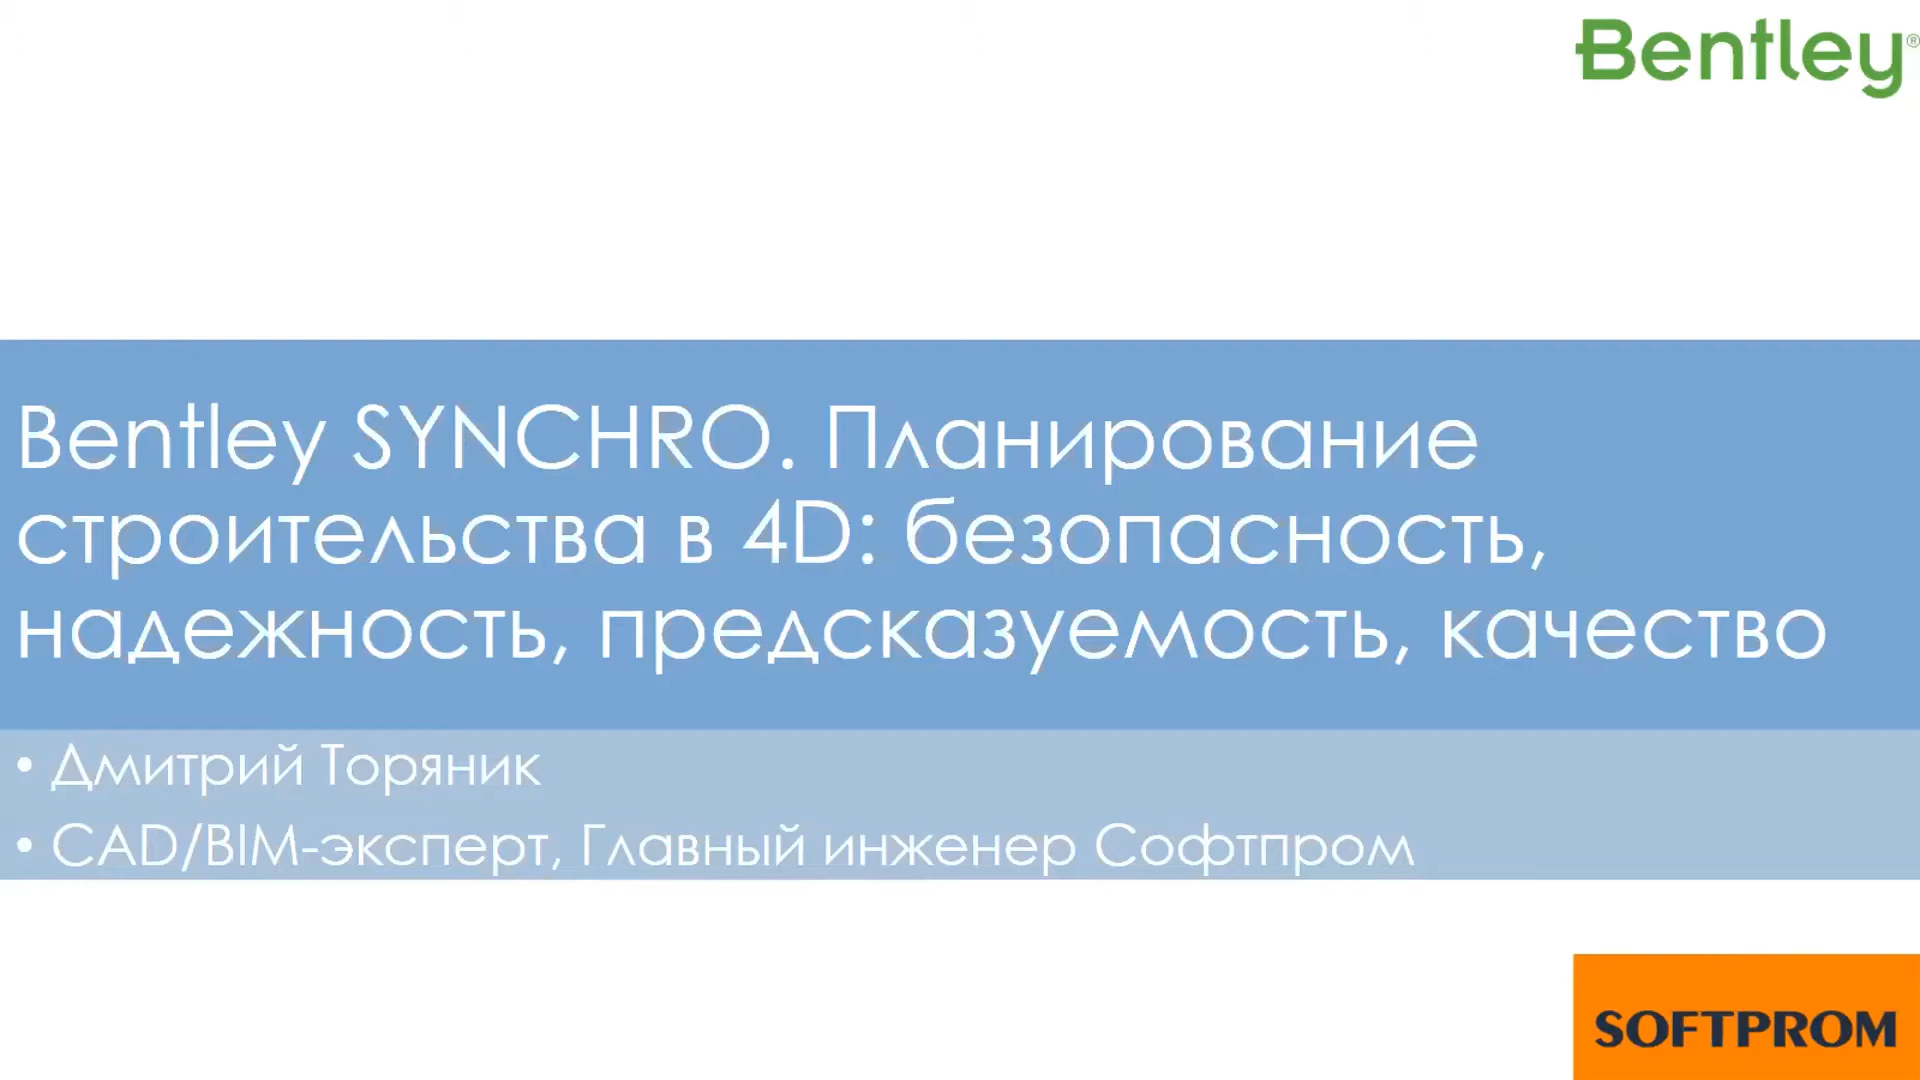 Bentley®
Bentley SYNCHRO. Планирование
строительства в 4D: безопасность,
надежность, предсказуемость, качество
• Дмитрий Торяник
• CAD/BIM-эксперт, Главный инженер Софтпром
SOFTPROM